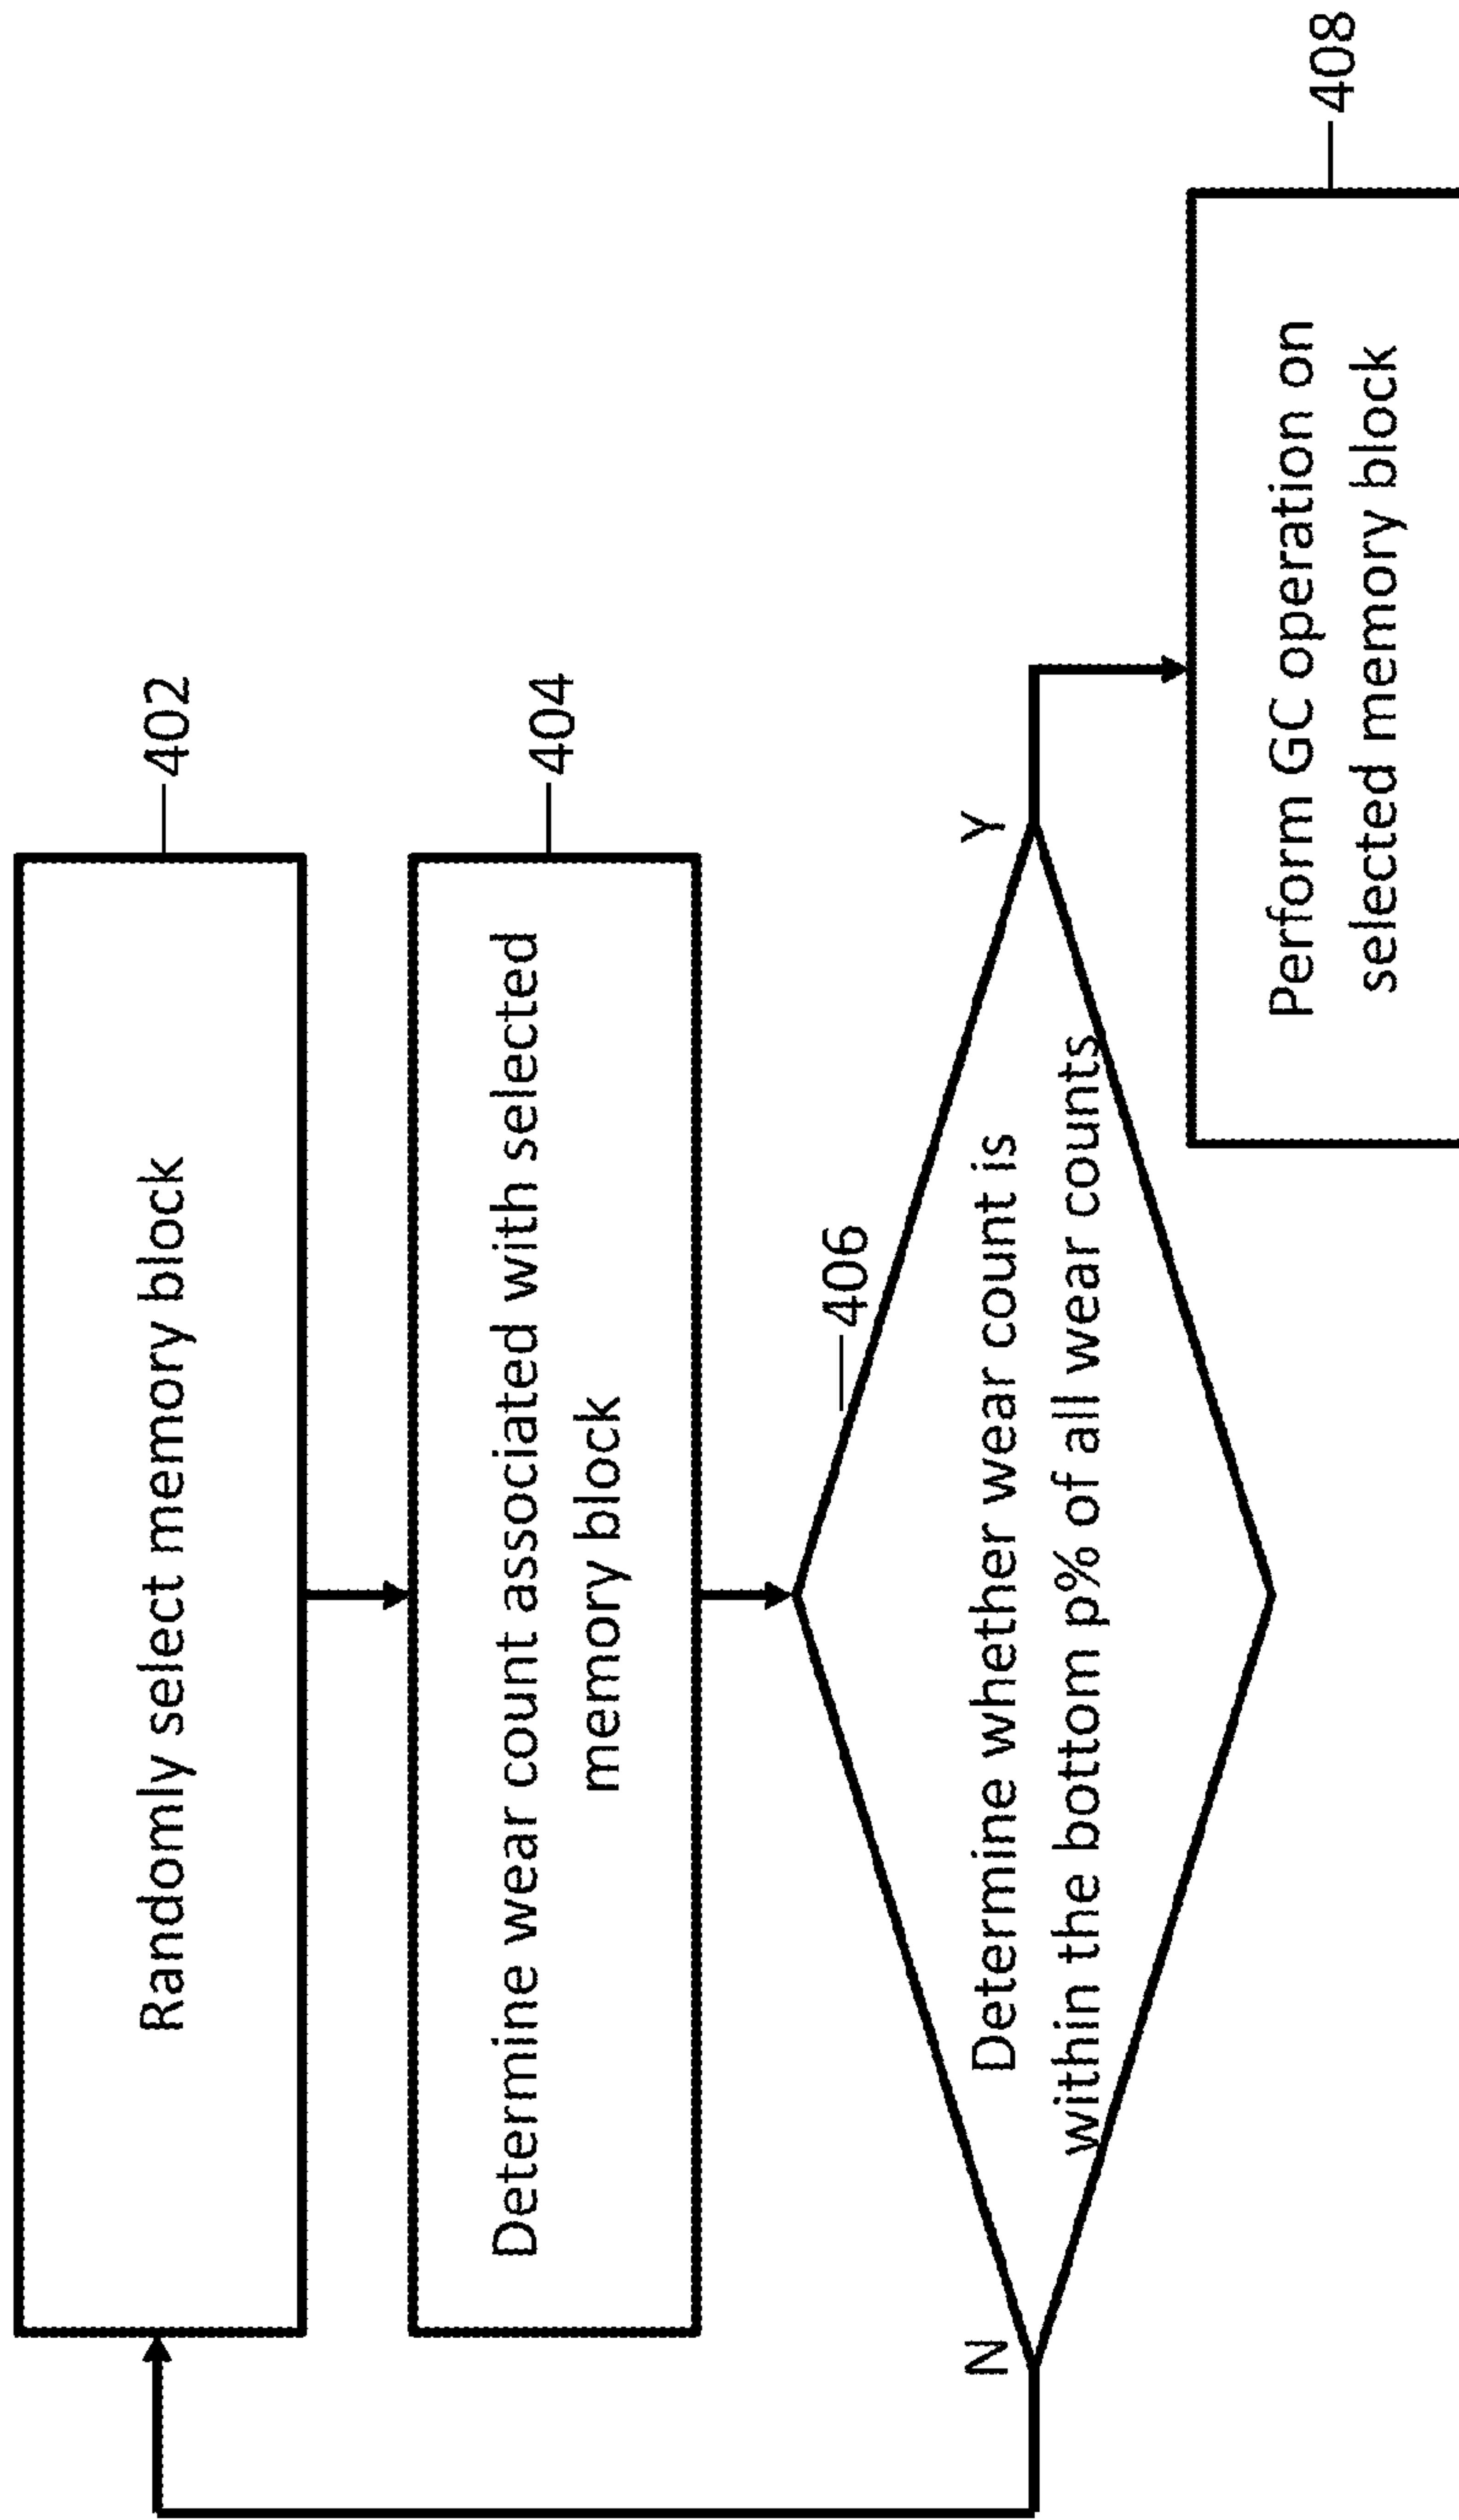 Randomly select memory block
402
Determine wear count associated with selected
memory block
404
406
Determine whether wear count is
within the bottom p% of all wear counts
N
Y
Perform GC operation on
selected memory block
408